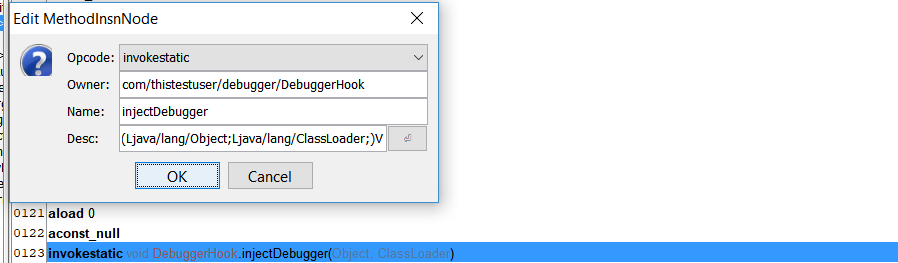 Edit MethodInsnNode
Opcode: invokestatic
Owner: com/thistestuser/debugger/DebuggerHook
Name: injectDebugger
Desc: (Ljava/lang/Object;Ljava/lang/ClassLoader;)V
OK Cancel
0121 aload 0
0122 aconst_null
0123 invokestatic void DebuggerHook.injectDebugger(Object, ClassLoader)